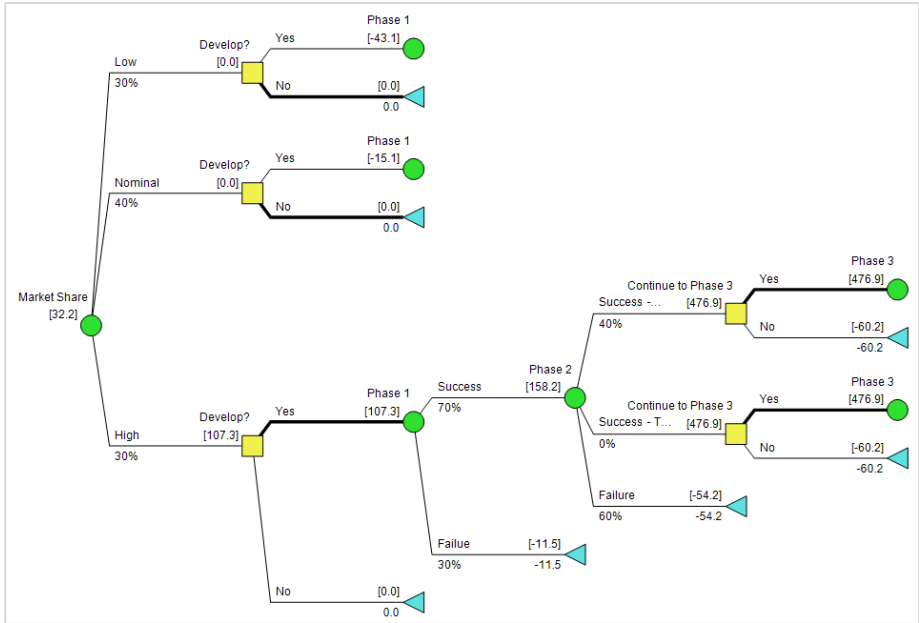 Phase 1
Develop?
Yes
[-43.1]
Low
[0.0]
30%
No
[0.0]
0.0
Phase 1
Develop?
Yes
[-15.1]
Nominal
[0.0]
40%
No
[0.0]
0.0
Market Share
[32.2]
Phase 3
Continue to Phase 3
Yes
[476.9]
Success -...
[476.9]
40%
No
[-60.2]
-60.2
Phase 2
Phase 1
Success
[158.2]
Develop?
Yes
[107.3]
70%
High
[107.3]
30%
Phase 3
Continue to Phase 3
Yes
[476.9]
Success - T...
[476.9]
0%
No
[-60.2]
-60.2
Failure
[-54.2]
60%
-54.2
Failue
[-11.5]
30%
-11.5
No
[0.0]
0.0